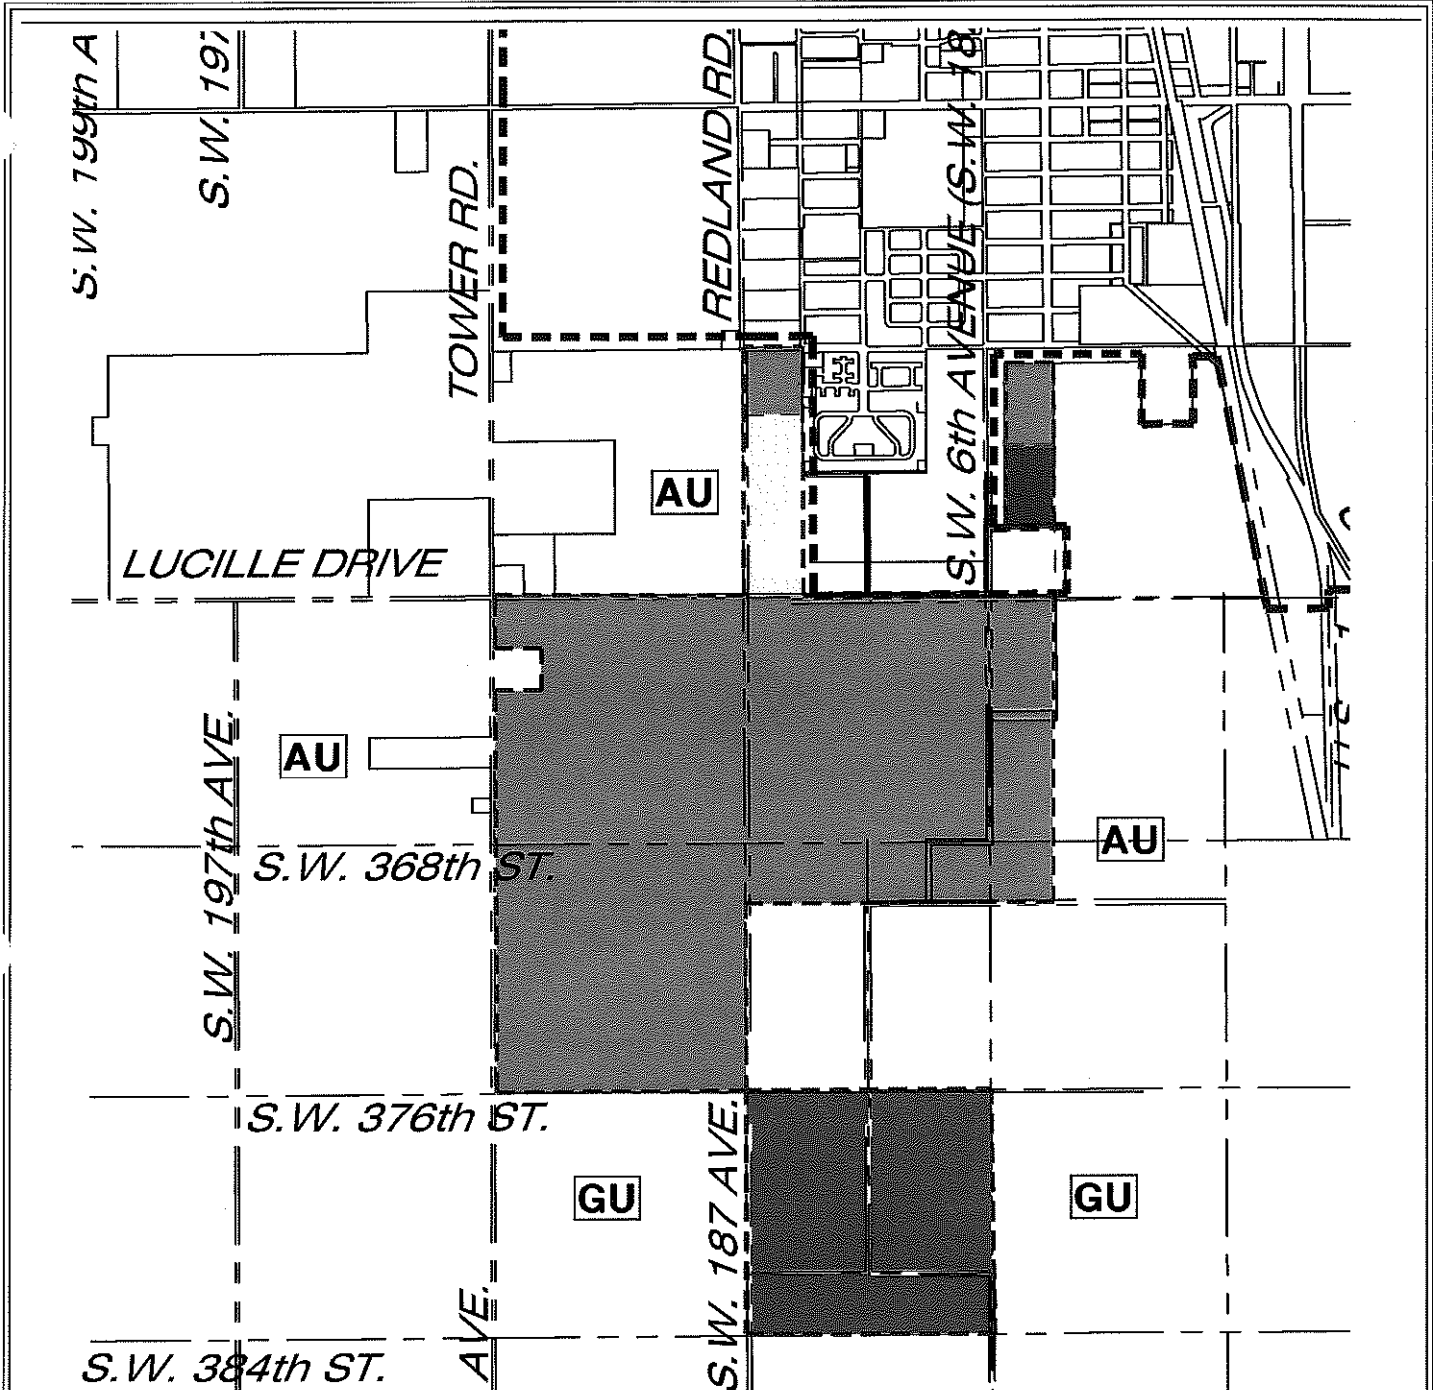 S.W. 199th A
S.W. 197
TOWER RD.
REDLAND RD.
S.W. 6th AVENUE (S.W. 18
AU
LUCILLE DRIVE
S.W. 197th AVE.
AU
AU
S.W. 368th ST.
S.W. 376th ST.
GU
S.W. 187 AVE.
GU
AVE.
S.W. 384th ST.